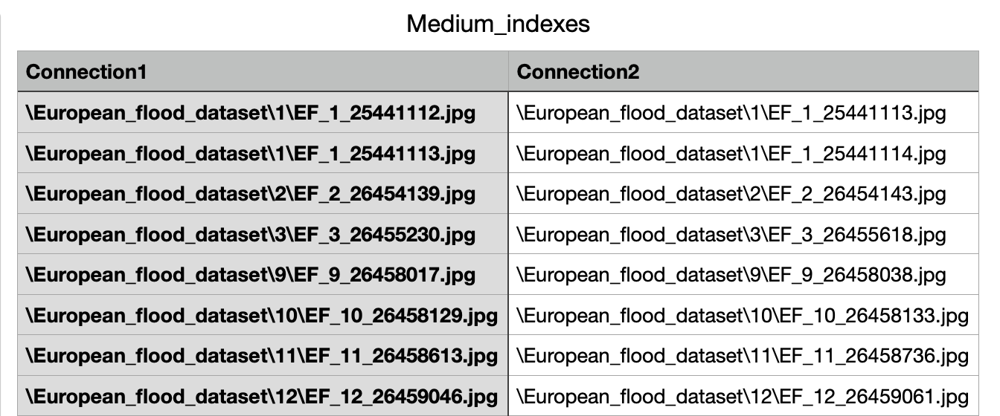 Medium_indexes
Connection1 Connection2
\European_flood_dataset\1\EF_1_25441112.jpg \European_flood_dataset\1\EF_1_25441113.jpg
\European_flood_dataset\1\EF_1_25441113.jpg \European_flood_dataset\1\EF_1_25441114.jpg
\European_flood_dataset\2\EF_2_26454139.jpg \European_flood_dataset\2\EF_2_26454143.jpg
\European_flood_dataset\3\EF_3_26455230.jpg \European_flood_dataset\3\EF_3_26455618.jpg
\European_flood_dataset\9\EF_9_26458017.jpg \European_flood_dataset\9\EF_9_26458038.jpg
\European_flood_dataset\10\EF_10_26458129.jpg \European_flood_dataset\10\EF_10_26458133.jpg
\European_flood_dataset\11\EF_11_26458613.jpg \European_flood_dataset\11\EF_11_26458736.jpg
\European_flood_dataset\12\EF_12_26459046.jpg \European_flood_dataset\12\EF_12_26459061.jpg